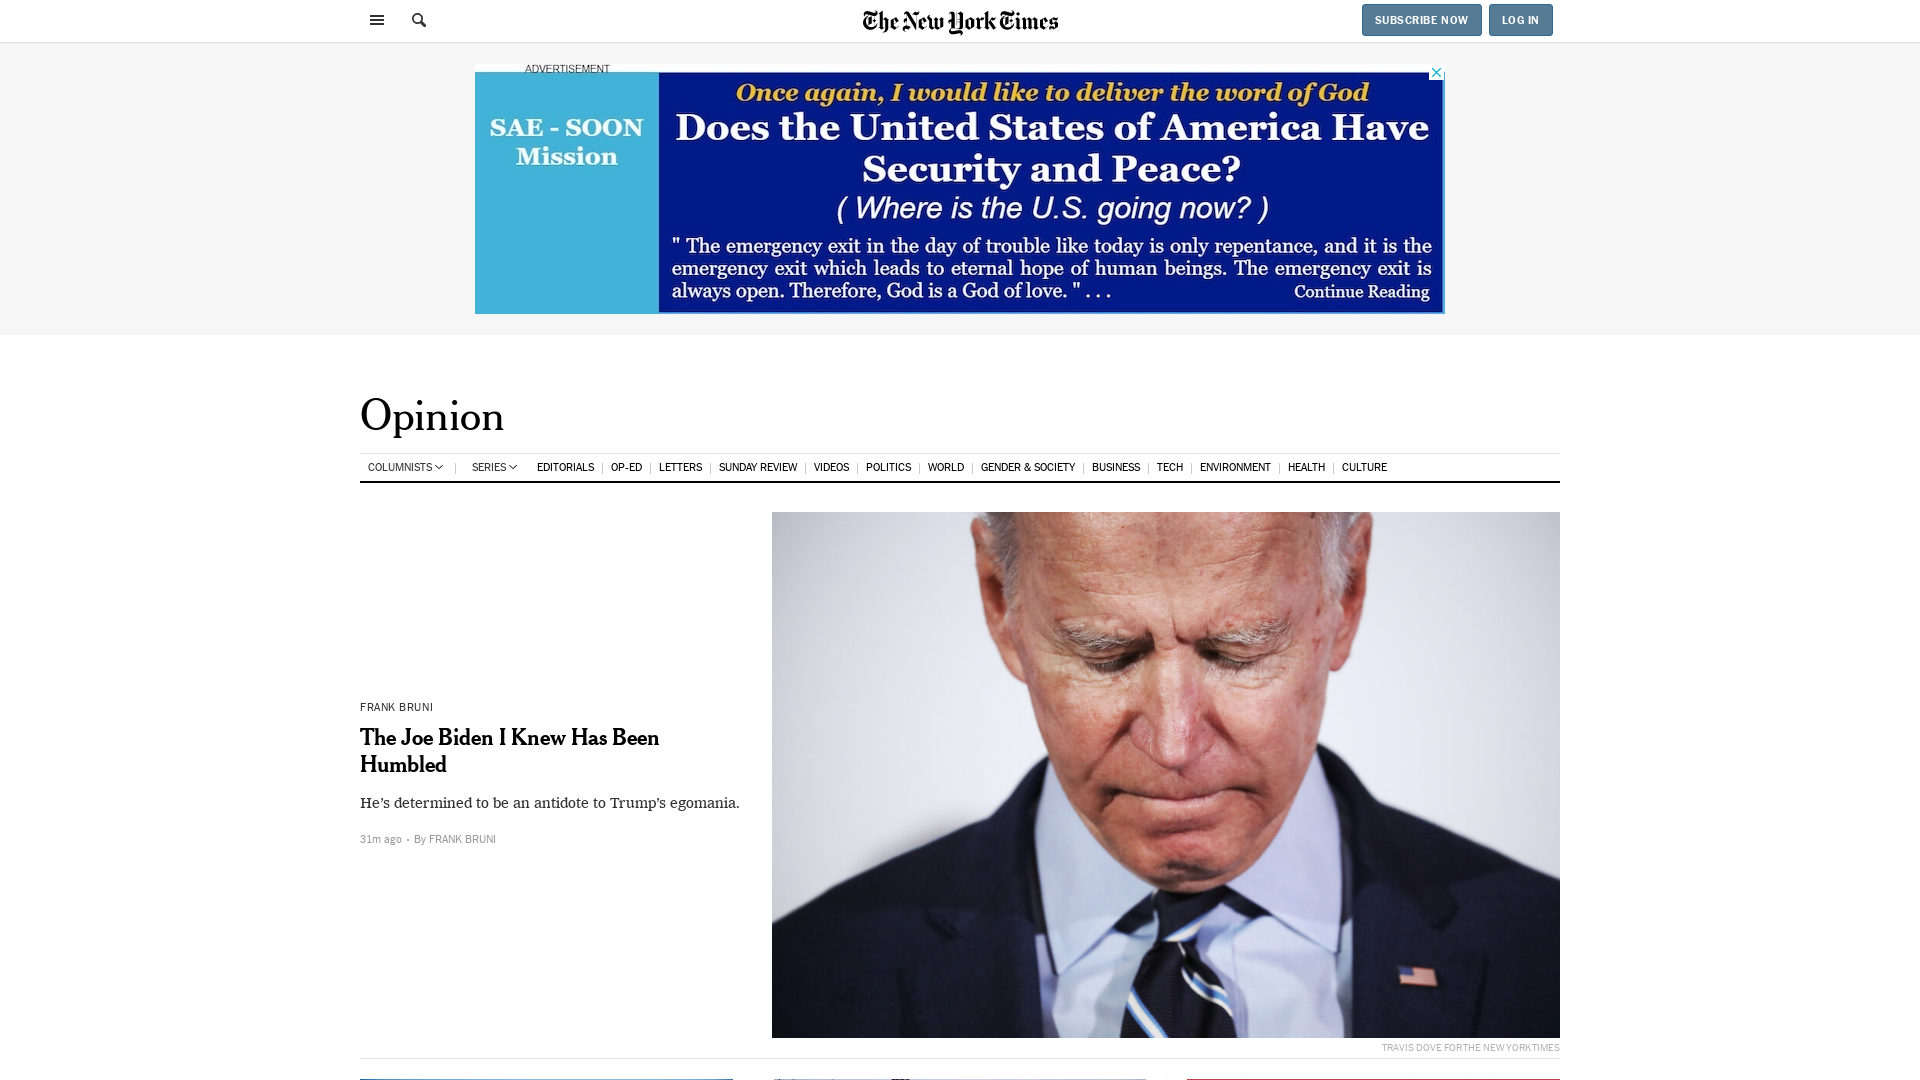 The New York Times
SUBSCRIBE NOW
LOG IN
ADVERTISEMENT
SAE - SOON
Mission
Once again, I would like to deliver the word of God
Does the United States of America Have
Security and Peace?
( Where is the U.S. going now? )
" The emergency exit in the day of trouble like today is only repentance, and it is the
emergency exit which leads to eternal hope of human beings. The emergency exit is
always open. Therefore, God is a God of love. " . . . Continue Reading
Opinion
COLUMNISTS SERIES EDITORIALS OP-ED LETTERS SUNDAY REVIEW VIDEOS POLITICS WORLD GENDER & SOCIETY BUSINESS TECH ENVIRONMENT HEALTH CULTURE
FRANK BRUNI
The Joe Biden I Knew Has Been
Humbled
He’s determined to be an antidote to Trump’s egomania.
31m ago • By FRANK BRUNI
TRAVIS DOVE FOR THE NEW YORK TIMES